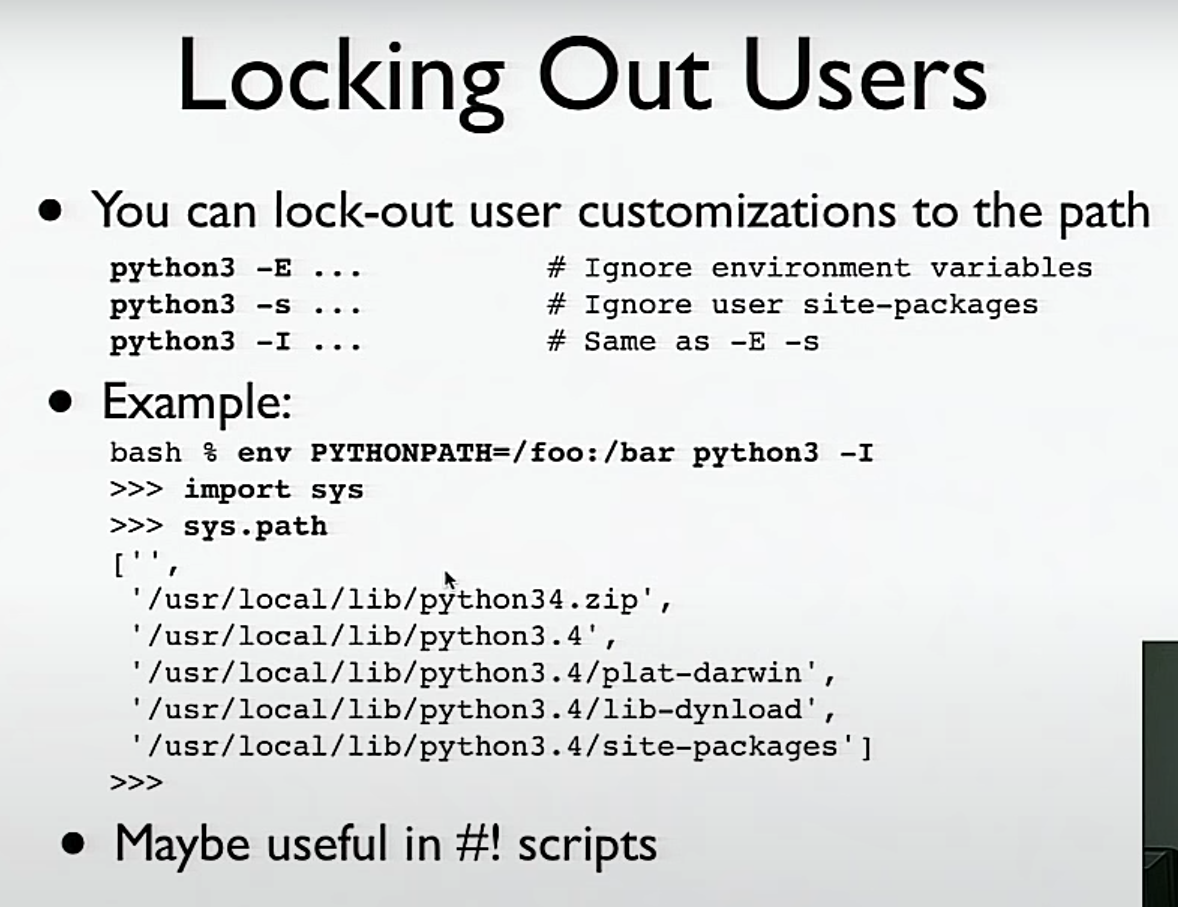 Locking Out Users
• You can lock-out user customizations to the path
python3 -E ... # Ignore environment variables
python3 -s ... # Ignore user site-packages
python3 -I ... # Same as -E -s
• Example:
bash % env PYTHONPATH=/foo:/bar python3 -I
>>> import sys
>>> sys.path
['',
'/usr/local/lib/python34.zip',
'/usr/local/lib/python3.4',
'/usr/local/lib/python3.4/plat-darwin',
'/usr/local/lib/python3.4/lib-dynload',
'/usr/local/lib/python3.4/site-packages']
>>>
• Maybe useful in #! scripts